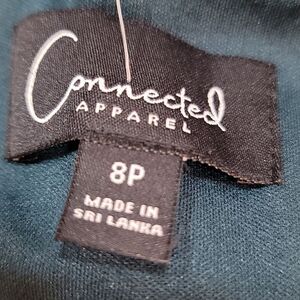 Connected
APPAREL
8P
MADE IN
SRI LANKA